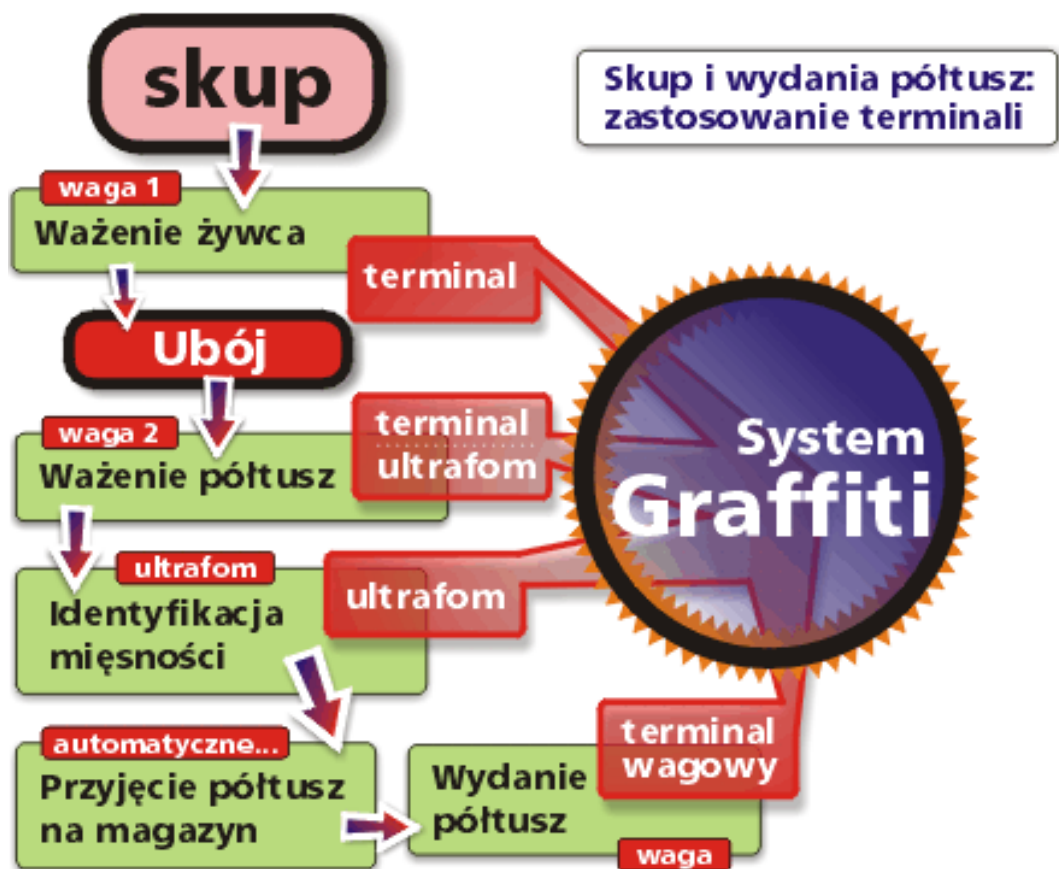 skup
Skup i wydania półtusz:
zastosowanie terminali
waga 1
Ważenie żywca
terminal
Ubój
waga 2
Ważenie półtusz
terminal
ultrafom
System
Graffiti
ultrafom
Identyfikacja
mięsności
ultrafom
automatyczne...
Przyjęcie półtusz
na magazyn
Wydanie
półtusz
terminal
wagowy
waga